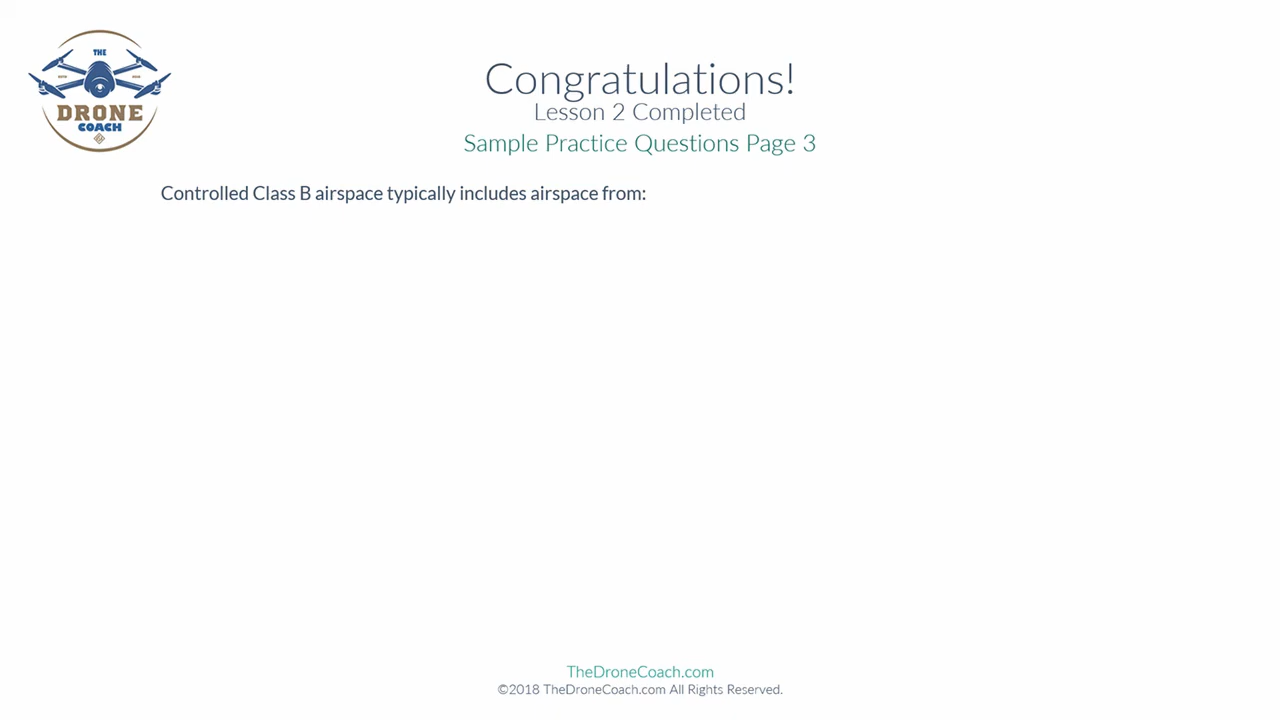 THE
DRONE
COACH
Congratulations!
Lesson 2 Completed
Sample Practice Questions Page 3
Controlled Class B airspace typically includes airspace from:
TheDroneCoach.com
©2018 TheDroneCoach.com All Rights Reserved.